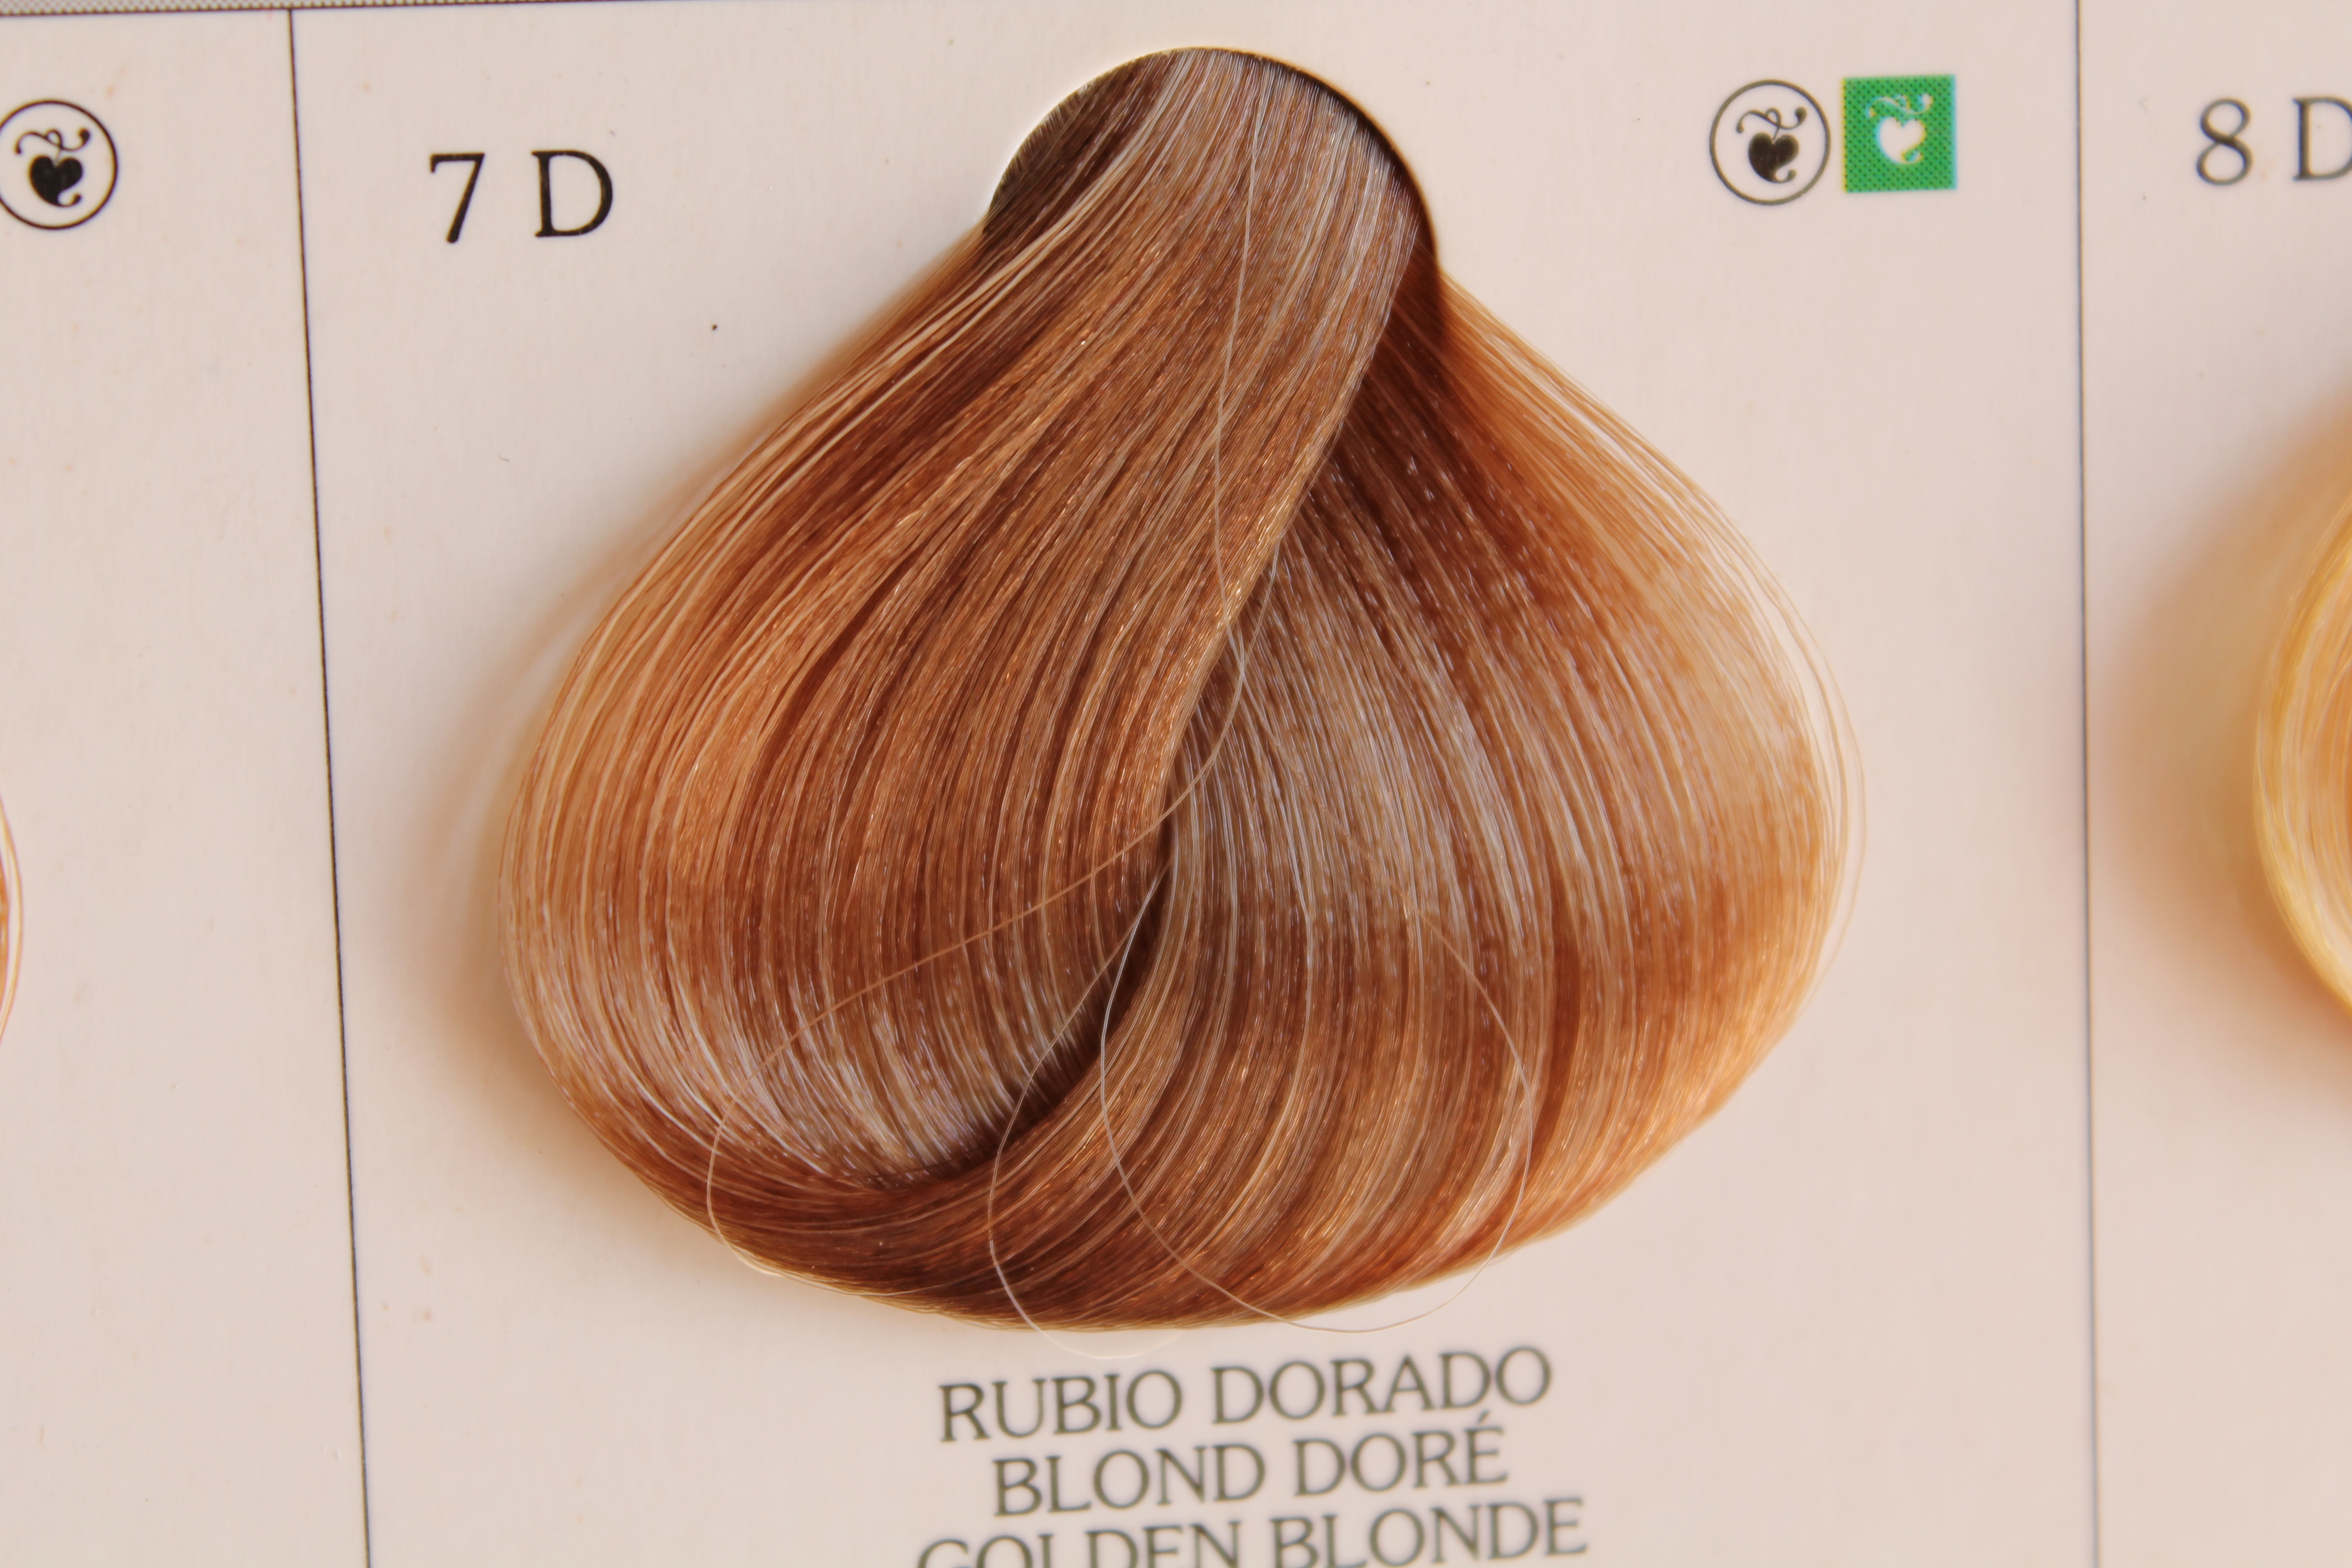 7 D
8 D
RUBIO DORADO
BLOND DORÉ
GOLDEN BLONDE